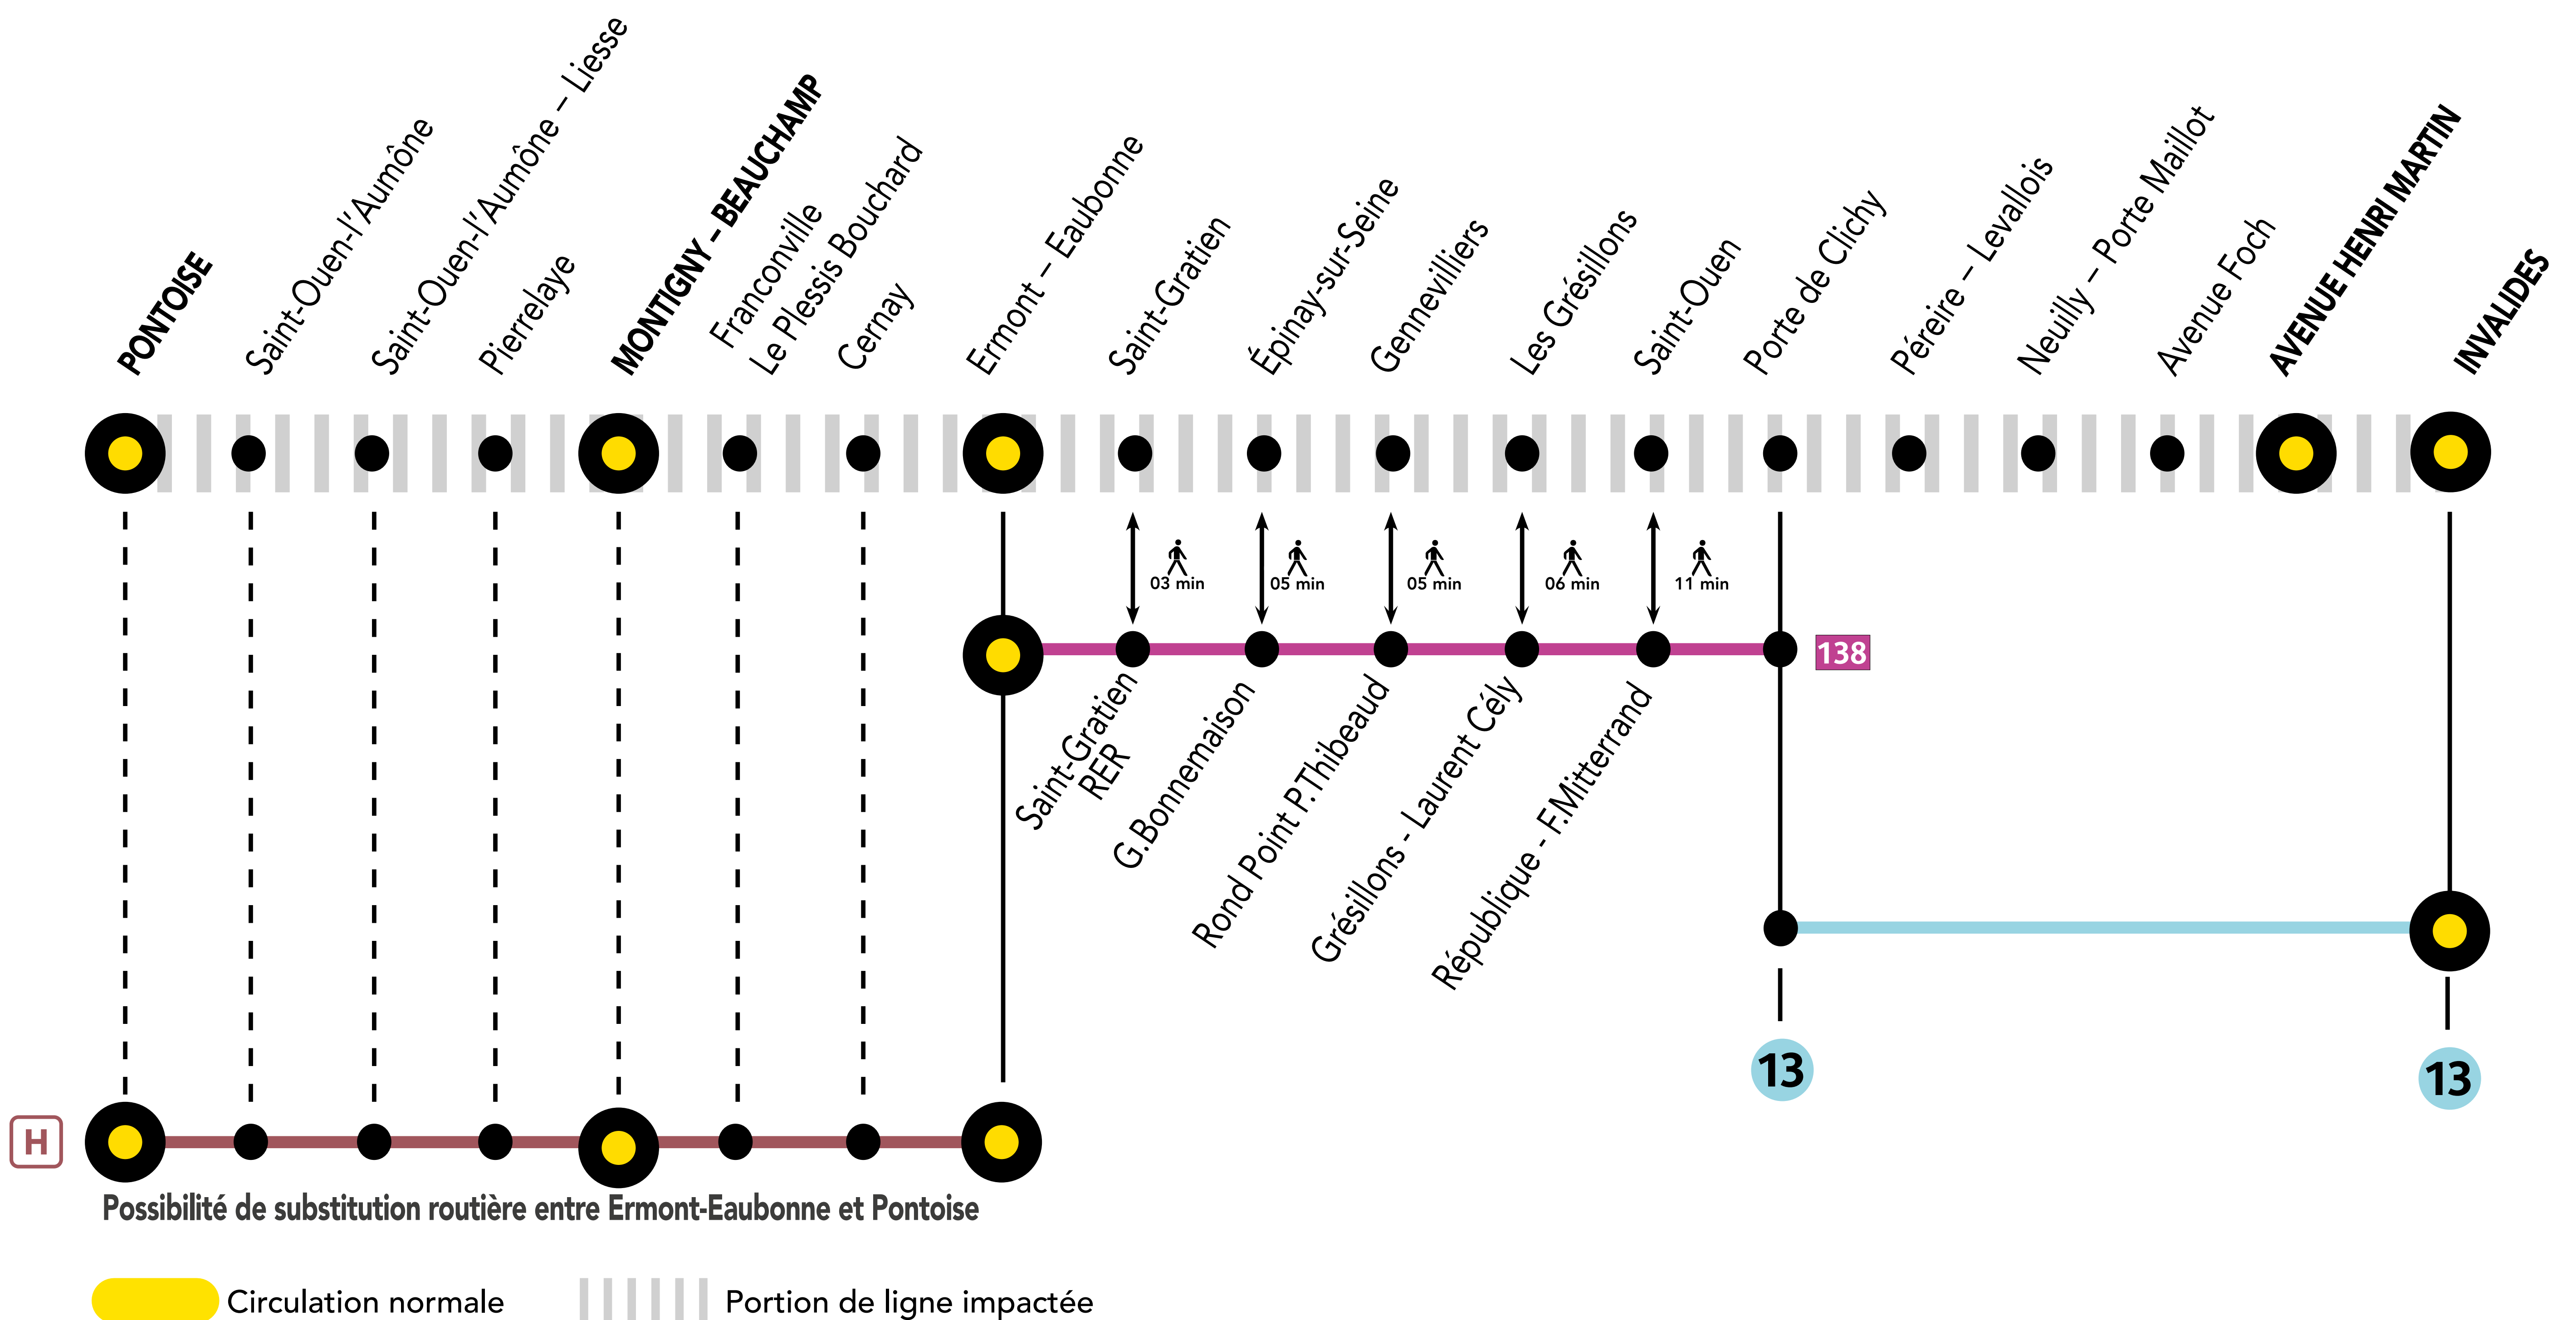 PONTOISE
Saint-Ouen-l'Aumône
Saint-Ouen-l'Aumône – Liesse
Pierrelaye
MONTIGNY – BEAUCHAMP
Franconville
Le Plessis Bouchard
Cernay
Ermont – Eaubonne
Saint-Gratien
Épinay-sur-Seine
Gennevilliers
Les Grésillons
Saint-Ouen
Porte de Clichy
Péreire – Levallois
Neuilly – Porte Maillot
Avenue Foch
AVENUE HENRI MARTIN
INVALIDES
03 min
05 min
05 min
06 min
11 min
138
Saint-Gratien
RER
G.Bonnemaison
Rond Point P.Thibeaud
Grésillons - Laurent Cély
République - F.Mitterrand
13
13
H
Possibilité de substitution routière entre Ermont-Eaubonne et Pontoise
Circulation normale
Portion de ligne impactée